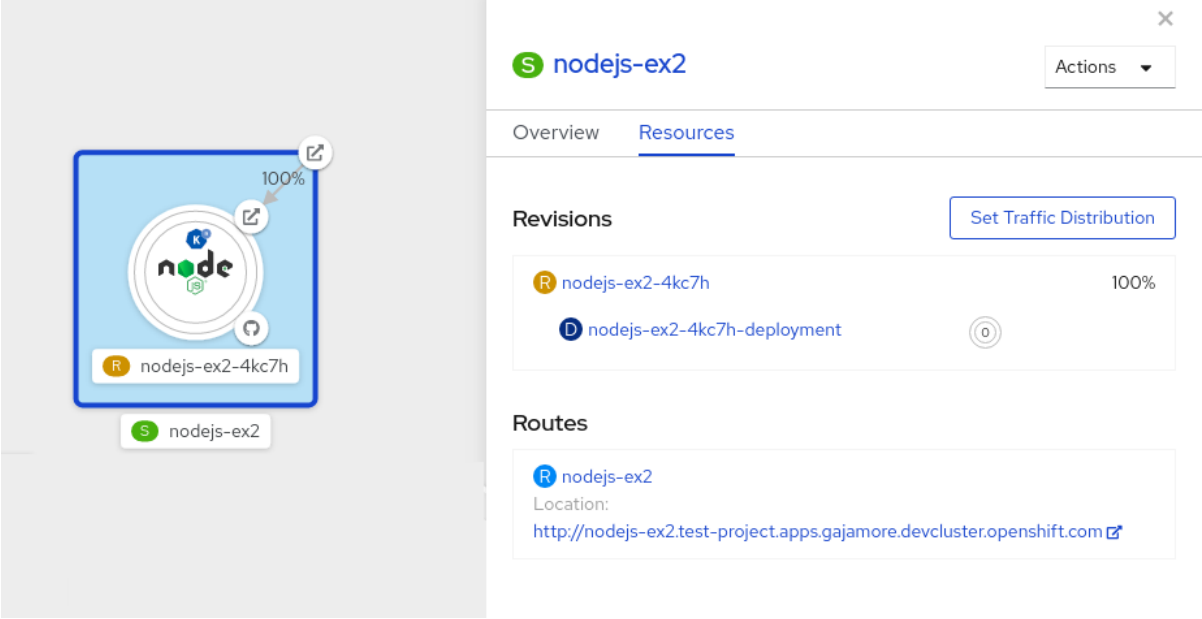 100%
K
node
JS
R nodejs-ex2-4kc7h
S nodejs-ex2
S nodejs-ex2
Actions
Overview Resources
Revisions
Set Traffic Distribution
R nodejs-ex2-4kc7h 100%
D nodejs-ex2-4kc7h-deployment 0
Routes
R nodejs-ex2
Location:
http://nodejs-ex2.test-project.apps.gajamore.devcluster.openshift.com